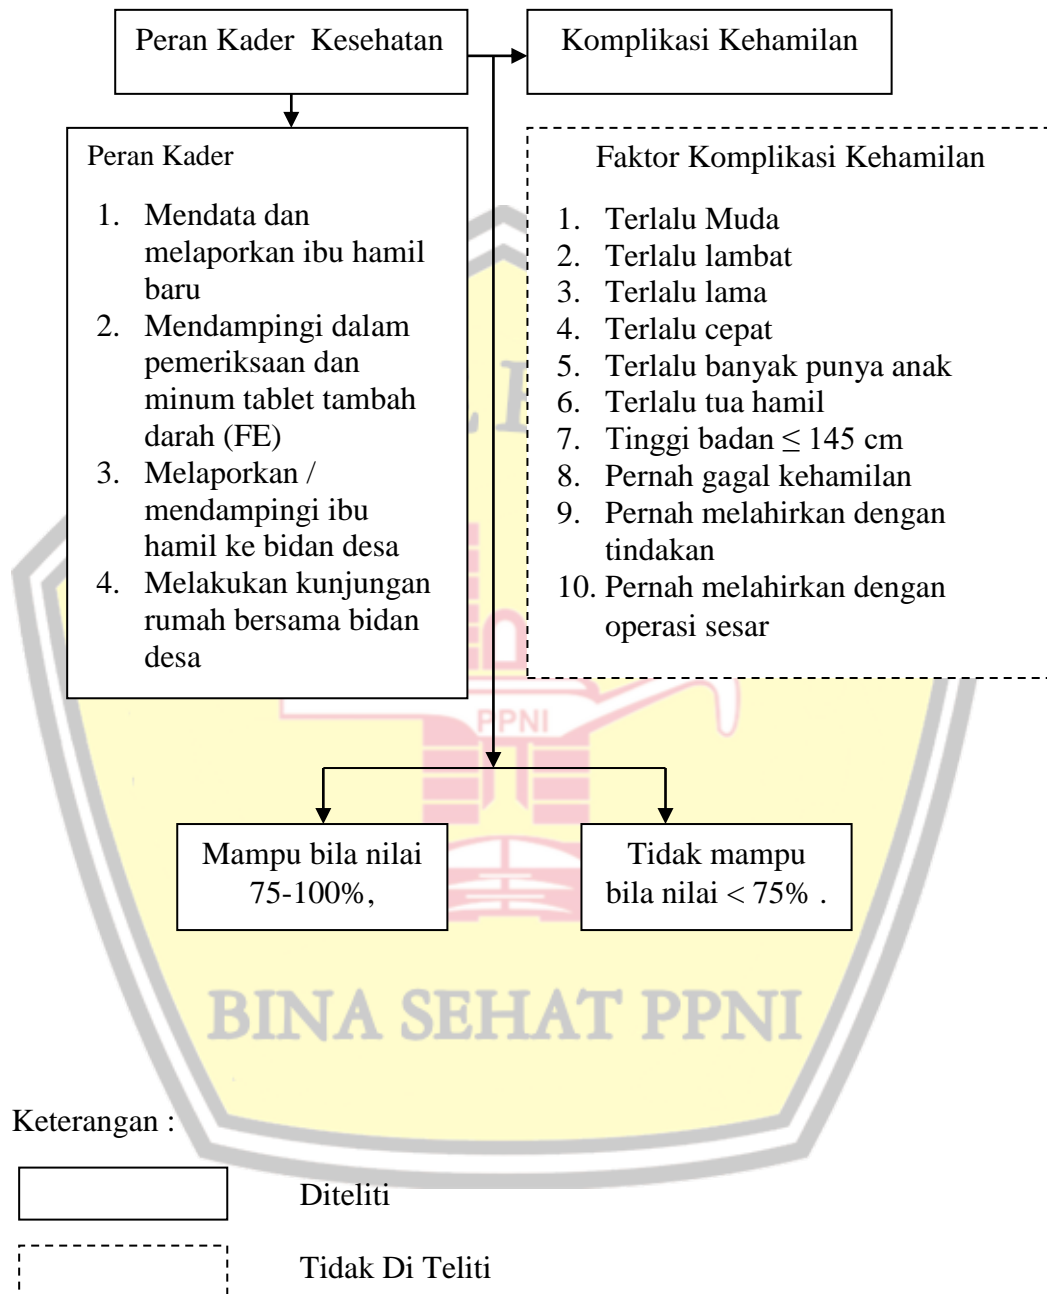 Peran Kader Kesehatan
Komplikasi Kehamilan
Peran Kader
1. Mendata dan
melaporkan ibu hamil
baru
2. Mendampingi dalam
pemeriksaan dan
minum tablet tambah
darah (FE)
3. Melaporkan /
mendampingi ibu
hamil ke bidan desa
4. Melakukan kunjungan
rumah bersama bidan
desa
Faktor Komplikasi Kehamilan
1. Terlalu Muda
2. Terlalu lambat
3. Terlalu lama
4. Terlalu cepat
5. Terlalu banyak punya anak
6. Terlalu tua hamil
7. Tinggi badan ≤ 145 cm
8. Pernah gagal kehamilan
9. Pernah melahirkan dengan
tindakan
10. Pernah melahirkan dengan
operasi sesar
PPNI
Mampu bila nilai
75-100%,
Tidak mampu
bila nilai < 75% .
BINA SEHAT PPNI
Keterangan :
Diteliti
Tidak Di Teliti